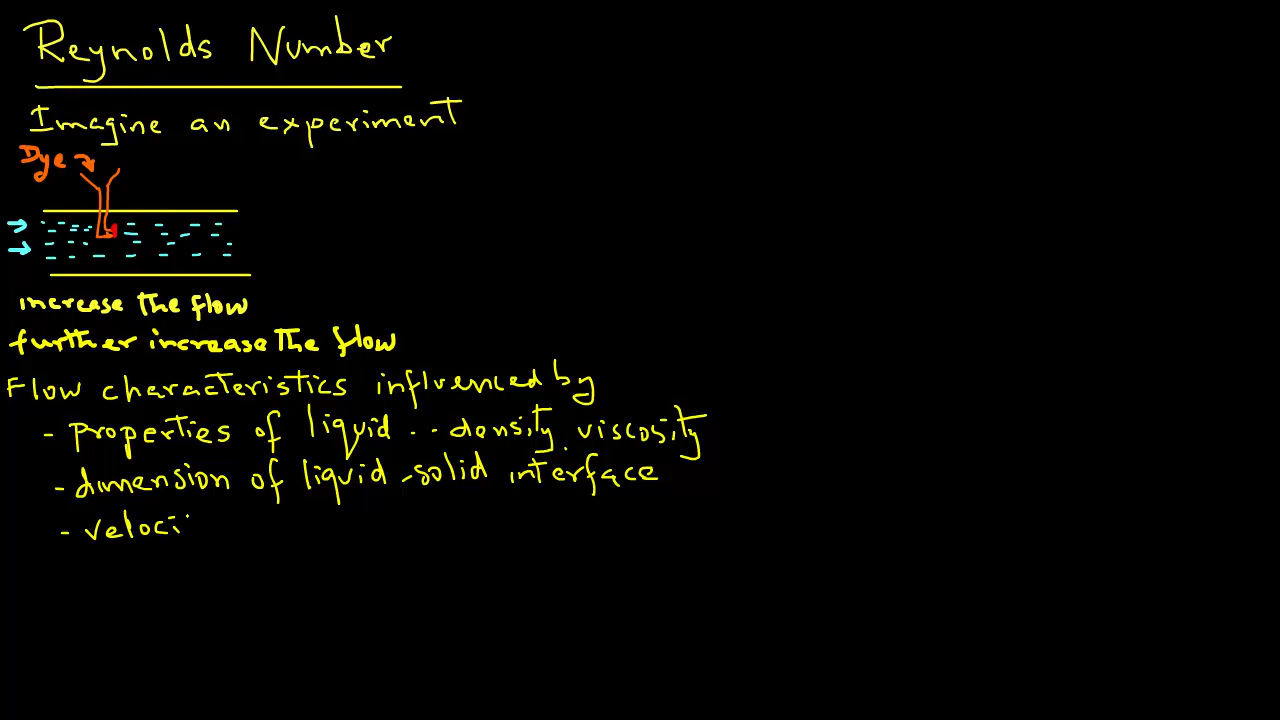 Reynolds Number
Imagine an experiment
Dye
increase the flow
further increase the flow
Flow characteristics influenced by
- properties of liquid .. density, viscosity
- dimension of liquid-solid interface
- veloci